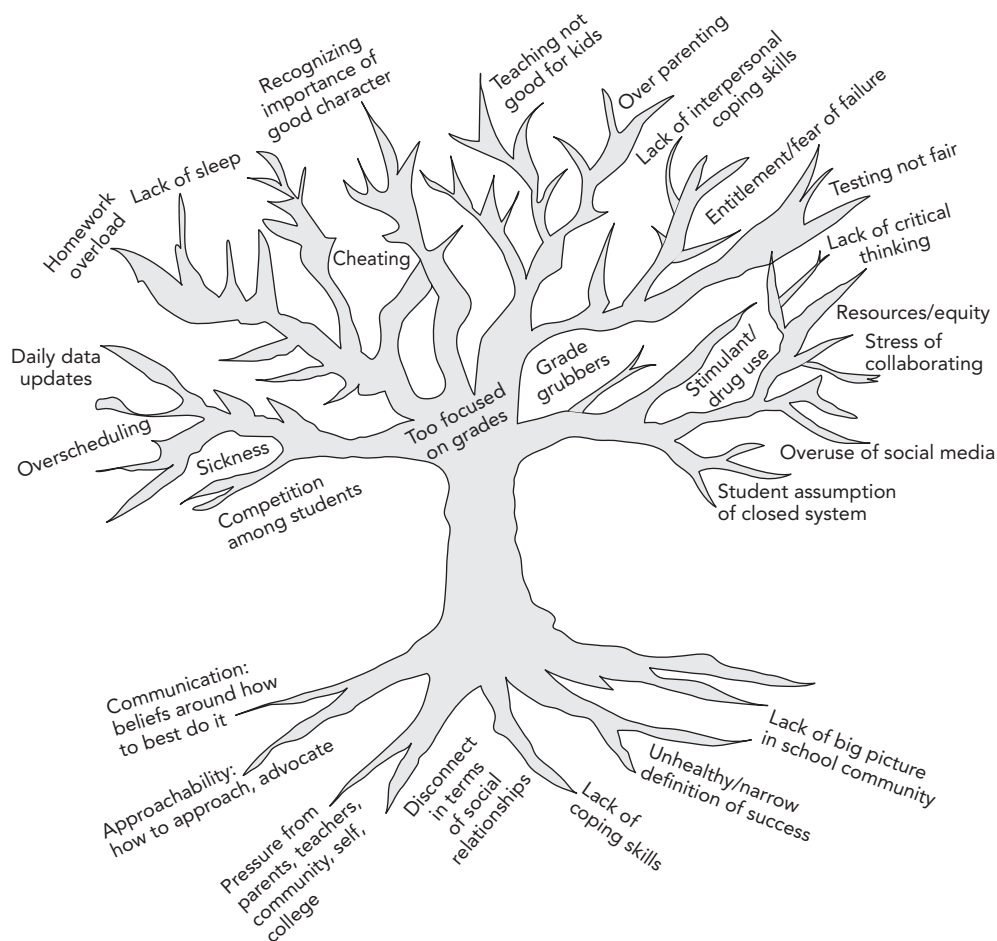 Recognizing
importance of
good character
Teaching not
good for kids
Over parenting
Lack of interpersonal
coping skills
Homework
overload
Lack of sleep
Cheating
Entitlement/fear of failure
Testing not fair
Lack of critical
thinking
Resources/equity
Stress of
collaborating
Daily data
updates
Overscheduling
Sickness
Competition
among students
Too focused
on grades
Grade
grubbers
Stimulant/
drug use
Overuse of social media
Student assumption
of closed system
Communication:
beliefs around how
to best do it
Approachability:
how to approach, advocate
Pressure from
parents, teachers,
community, self,
college
Disconnect
in terms
of social
relationships
Lack of
coping skills
Unhealthy/narrow
definition of success
Lack of big picture
in school community